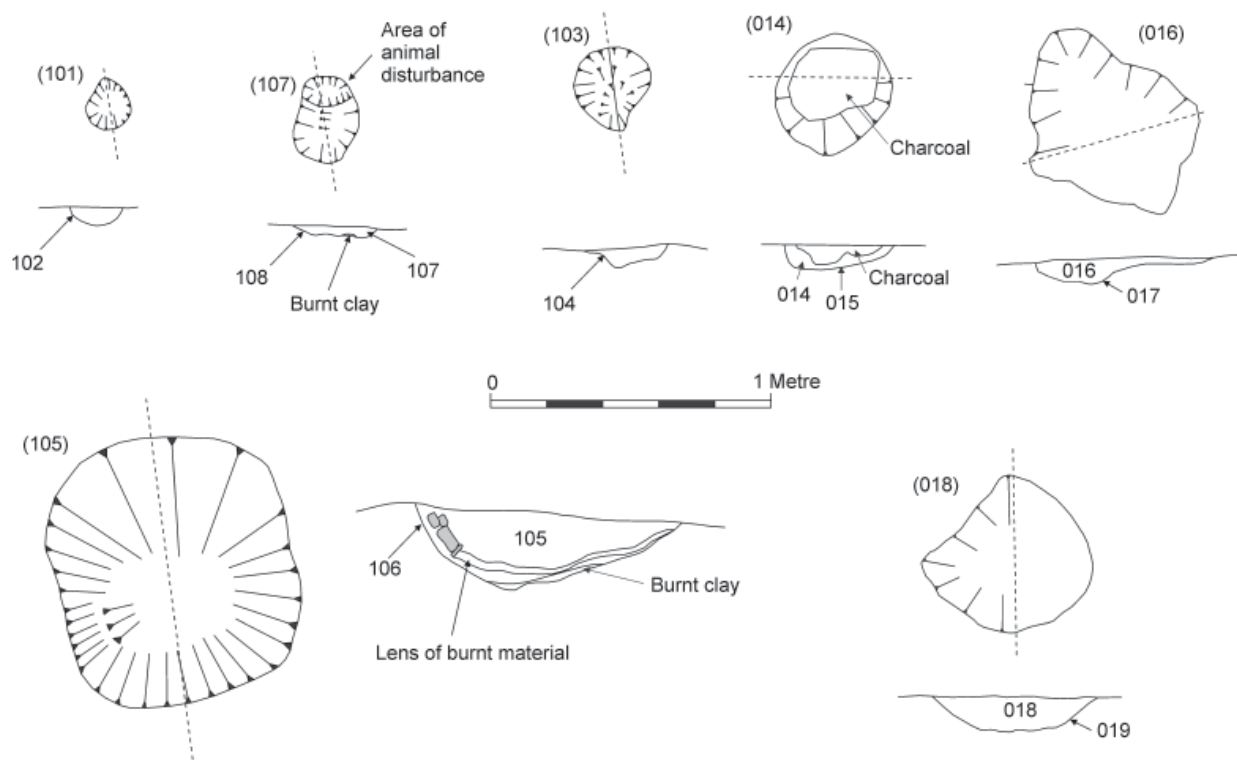 (101)
(107)
Area of
animal
disturbance
(103)
(014)
Charcoal
(016)
102
108
107
Burnt clay
104
014
015
Charcoal
016
017
0
1 Metre
(105)
105
106
Burnt clay
Lens of burnt material
(018)
018
019